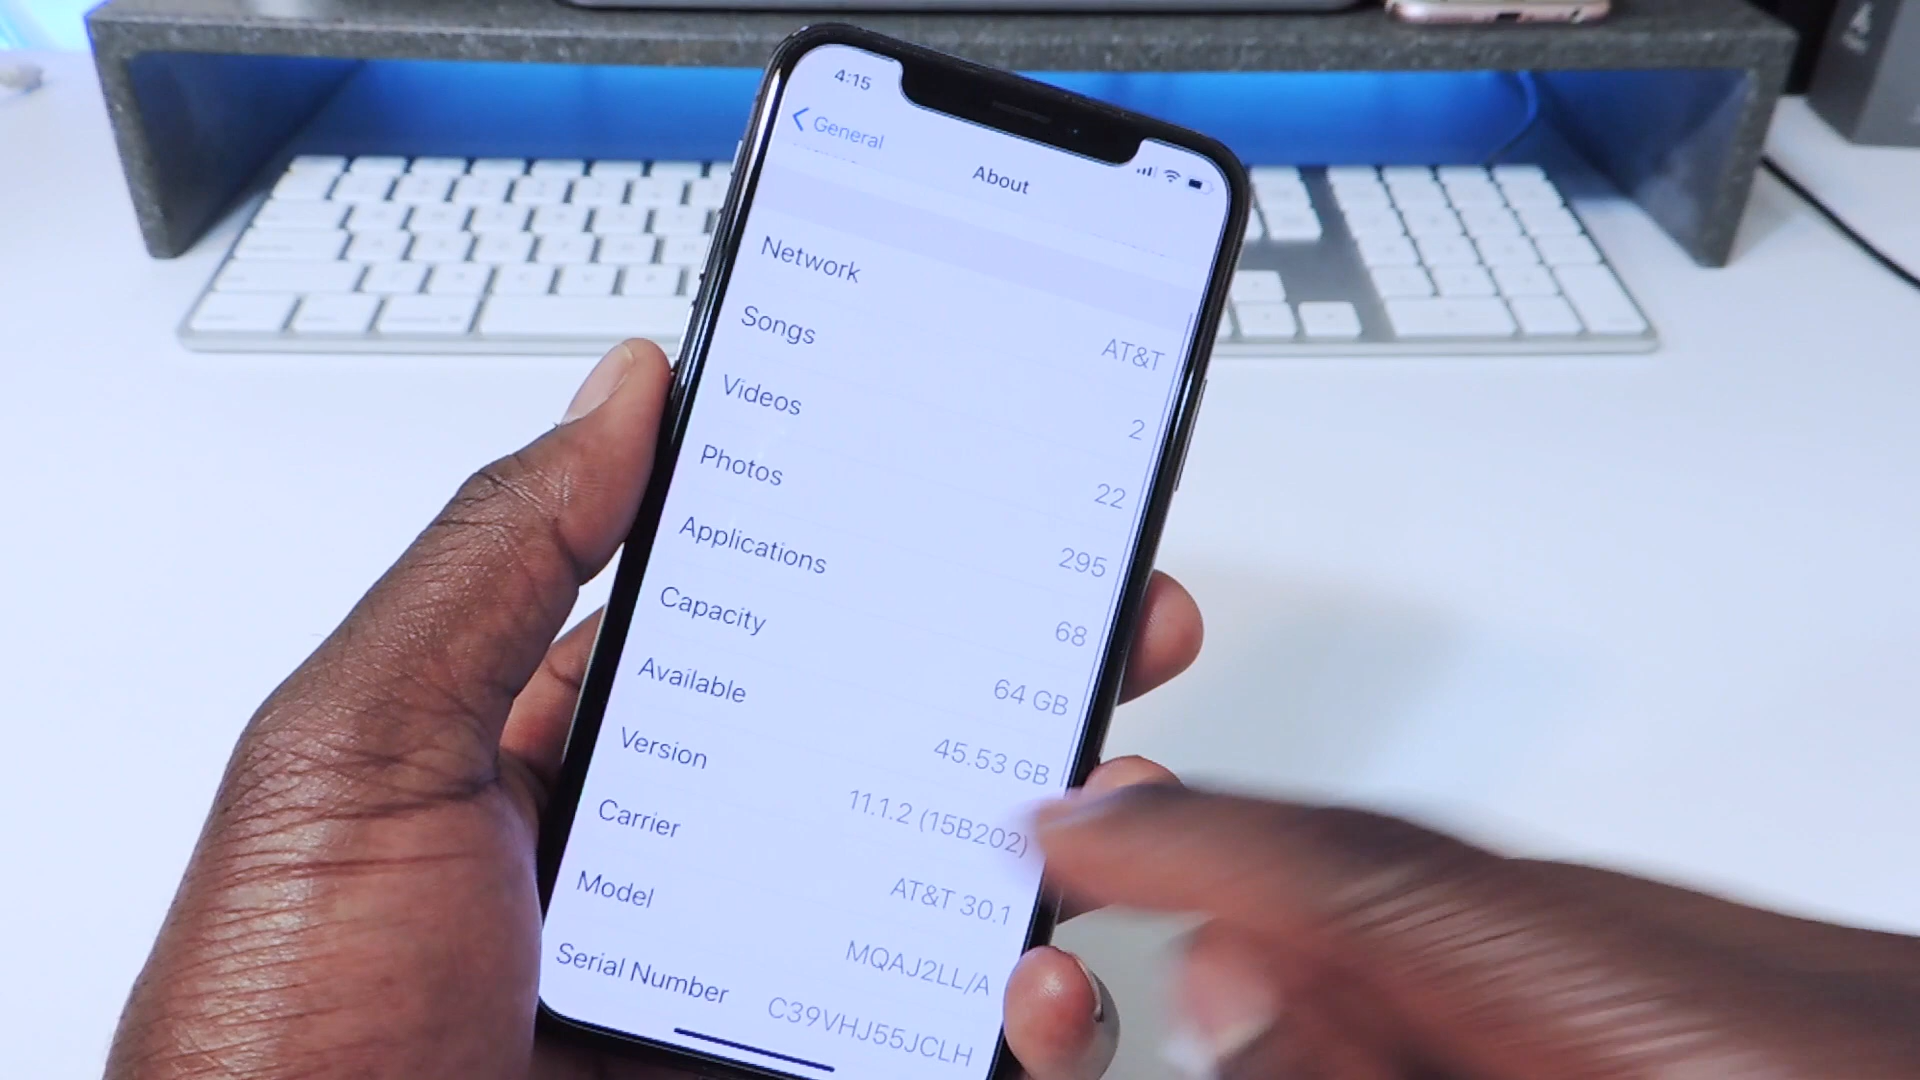 4:15
General
About
Network AT&T
Songs 2
Videos 22
Photos 295
Applications 68
Capacity 64 GB
Available 45.53 GB
Version 11.1.2 (15B202)
Carrier AT&T 30.1
Model MQAJ2LL/A
Serial Number C39VHJ55JCLH